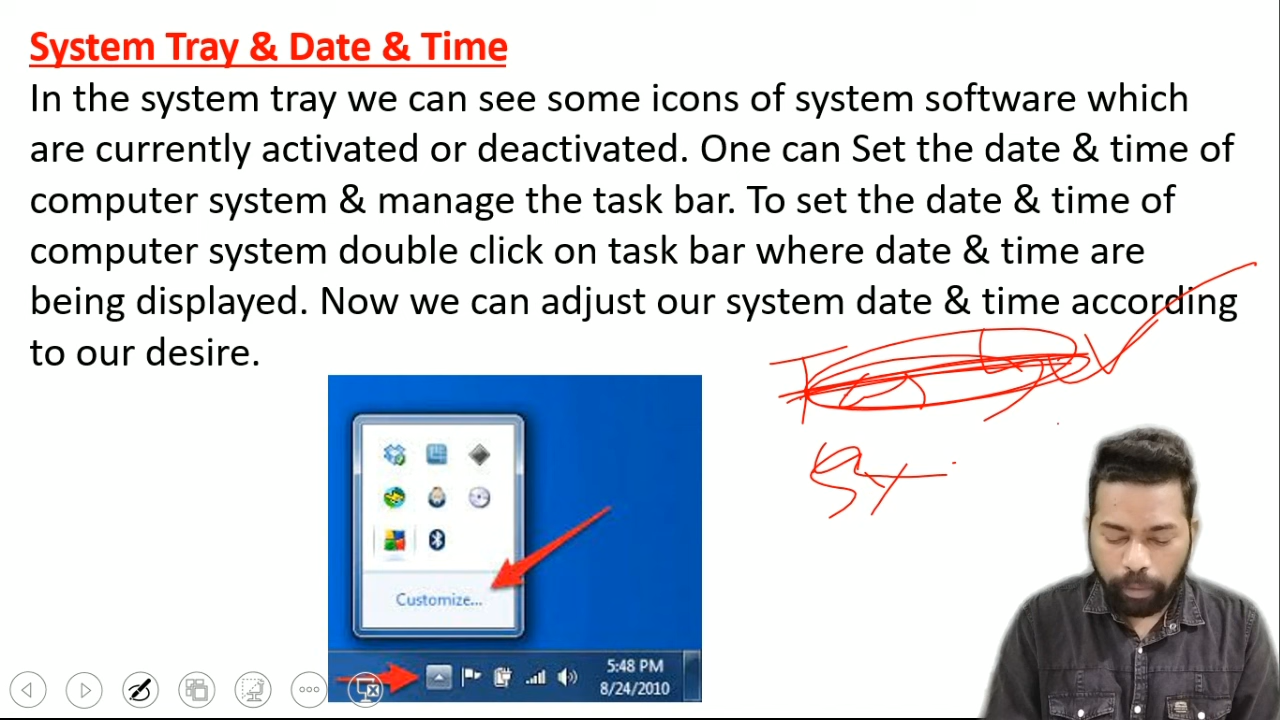 System Tray & Date & Time
In the system tray we can see some icons of system software which
are currently activated or deactivated. One can Set the date & time of
computer system & manage the task bar. To set the date & time of
computer system double click on task bar where date & time are
being displayed. Now we can adjust our system date & time according
to our desire.
Customize...
5:48 PM
8/24/2010